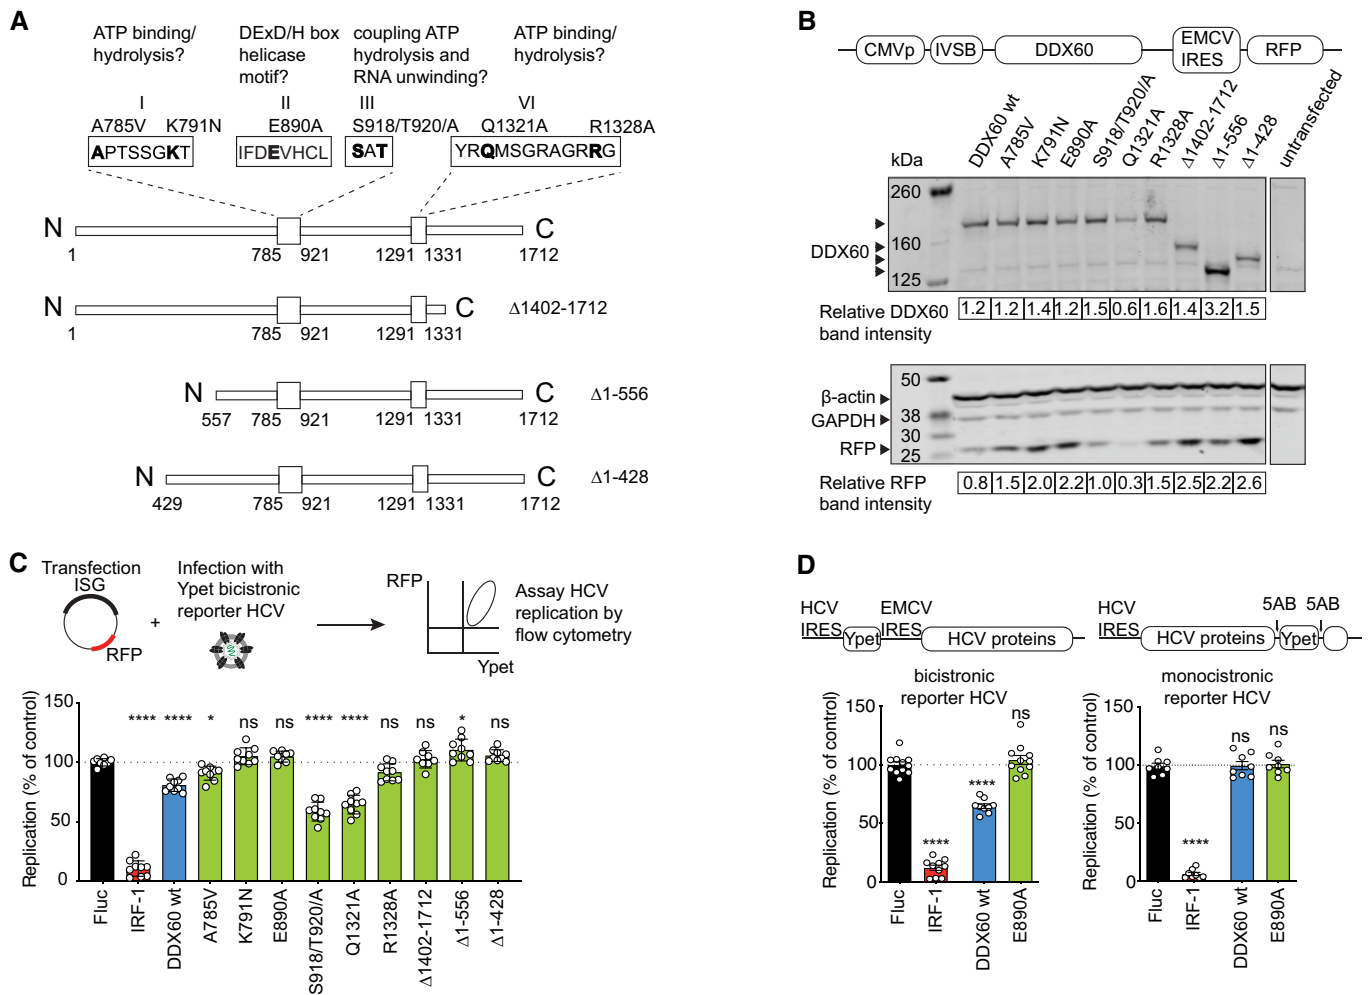 A
ATP binding/ hydrolysis?
DExD/H box helicase motif?
coupling ATP hydrolysis and RNA unwinding?
ATP binding/ hydrolysis?
I
II
III
VI
A785V K791N
E890A
S918/T920/A
Q1321A
R1328A
APTSSGKT
IFDEVHCL
SAT
YRQMSGRAGRRG
N
C
1
785 921
1291 1331
1712
N
C
Δ1402-1712
1
785 921
1291 1331
N
C
Δ1-556
557
785 921
1291 1331
1712
N
C
Δ1-428
429
785 921
1291 1331
1712
B
CMVp
IVSB
DDX60
EMCV IRES
RFP
DDX60 wt
A785V
K791N
E890A
S918/T920/A
Q1321A
R1328A
Δ1402-1712
Δ1-556
Δ1-428
untransfected
kDa
260
160
125
DDX60
Relative DDX60 band intensity
1.2 1.2 1.4 1.2 1.5 0.6 1.6 1.4 3.2 1.5
50
38
30
25
β-actin
GAPDH
RFP
Relative RFP band intensity
0.8 1.5 2.0 2.2 1.0 0.3 1.5 2.5 2.2 2.6
C
Transfection
ISG
RFP
+
Infection with Ypet bicistronic reporter HCV
RFP
Ypet
Assay HCV replication by flow cytometry
Replication (% of control)
150
100
50
0
**** **** * ns ns **** **** ns ns * ns
Fluc
IRF-1
DDX60 wt
A785V
K791N
E890A
S918/T920/A
Q1321A
R1328A
Δ1402-1712
Δ1-556
Δ1-428
D
HCV IRES
Ypet
EMCV IRES
HCV proteins
bicistronic reporter HCV
Replication (% of control)
150
100
50
0
****
****
ns
Fluc
IRF-1
DDX60 wt
E890A
HCV IRES
HCV proteins
5AB
Ypet
5AB
monocistronic reporter HCV
Replication (% of control)
150
100
50
0
****
ns
ns
Fluc
IRF-1
DDX60 wt
E890A